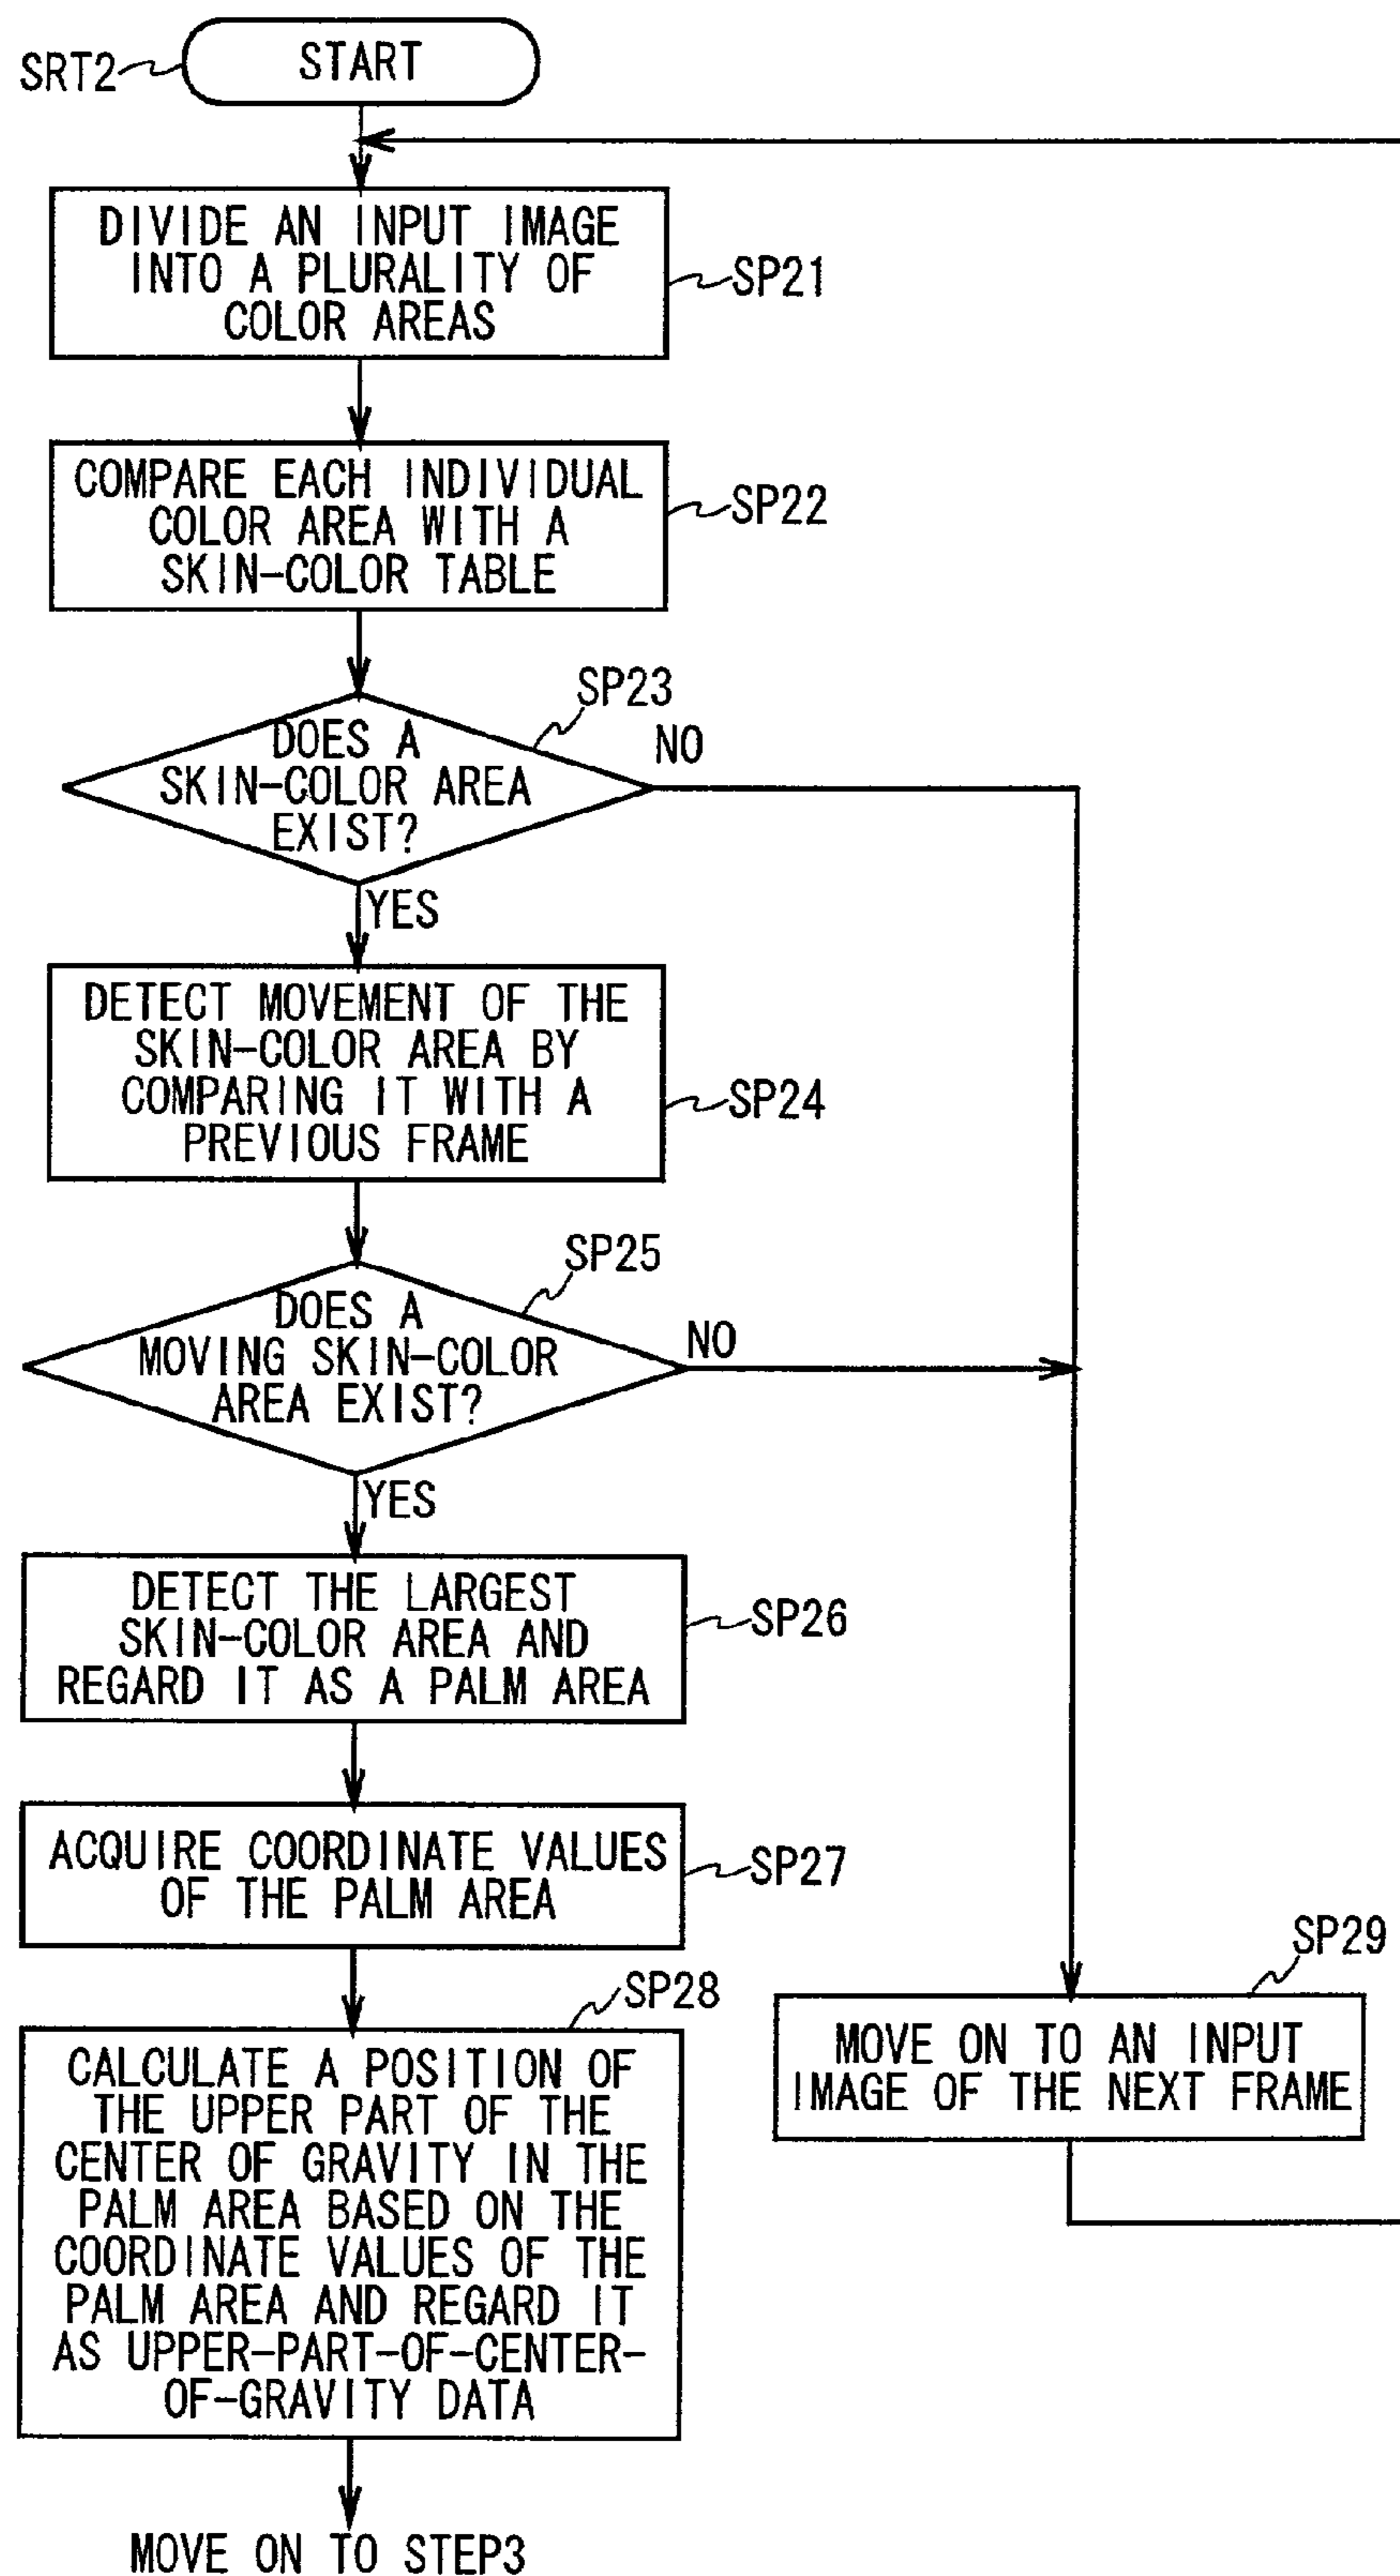 SRT2
START
DIVIDE AN INPUT IMAGE
INTO A PLURALITY OF
COLOR AREAS
SP21
COMPARE EACH INDIVIDUAL
COLOR AREA WITH A
SKIN-COLOR TABLE
SP22
SP23
DOES A
SKIN-COLOR AREA
EXIST?
NO
YES
DETECT MOVEMENT OF THE
SKIN-COLOR AREA BY
COMPARING IT WITH A
PREVIOUS FRAME
SP24
SP25
DOES A
MOVING SKIN-COLOR
AREA EXIST?
NO
YES
DETECT THE LARGEST
SKIN-COLOR AREA AND
REGARD IT AS A PALM AREA
SP26
ACQUIRE COORDINATE VALUES
OF THE PALM AREA
SP27
SP28
CALCULATE A POSITION OF
THE UPPER PART OF THE
CENTER OF GRAVITY IN THE
PALM AREA BASED ON THE
COORDINATE VALUES OF THE
PALM AREA AND REGARD IT
AS UPPER-PART-OF-CENTER-
OF-GRAVITY DATA
SP29
MOVE ON TO AN INPUT
IMAGE OF THE NEXT FRAME
MOVE ON TO STEP3